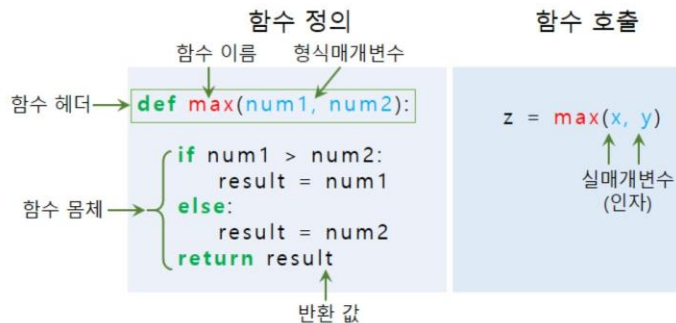 함수 정의
함수 호출
함수 이름
형식매개변수
함수 헤더
def max(num1, num2):
z = max(x, y)
if num1 > num2:
result = num1
실매개변수
(인자)
함수 몸체
else:
result = num2
return result
반환 값